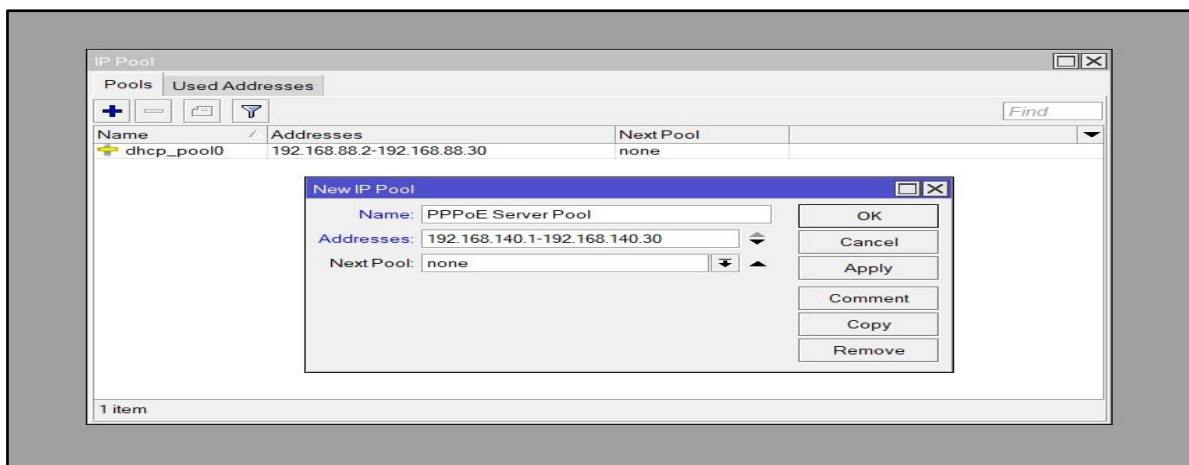 IP Pool
Pools Used Addresses
Find
Name Addresses Next Pool
dhcp_pool0 192.168.88.2-192.168.88.30 none
New IP Pool
Name: PPPoE Server Pool OK
Addresses: 192.168.140.1-192.168.140.30 Cancel
Next Pool: none Apply
Comment
Copy
Remove
1 item